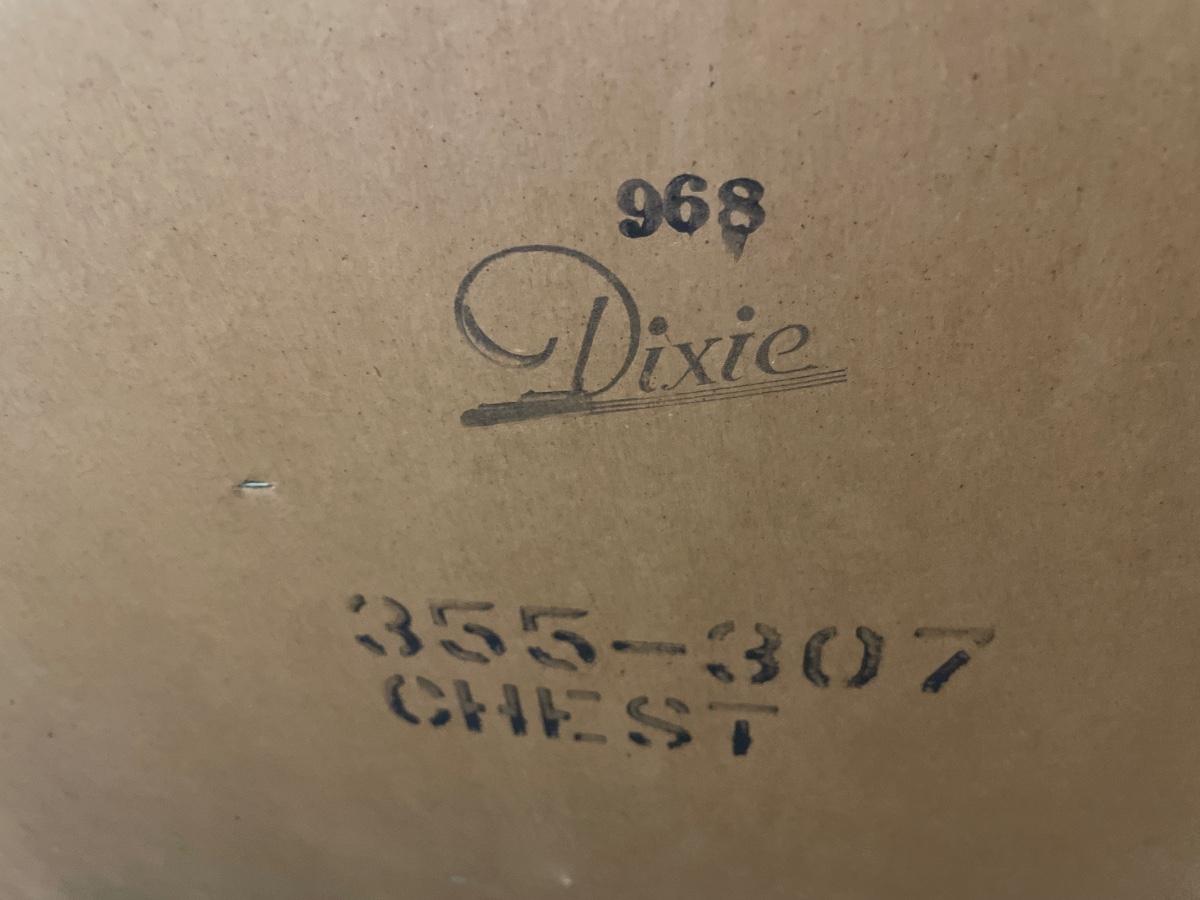 968
Dixie
355-307
CHEST